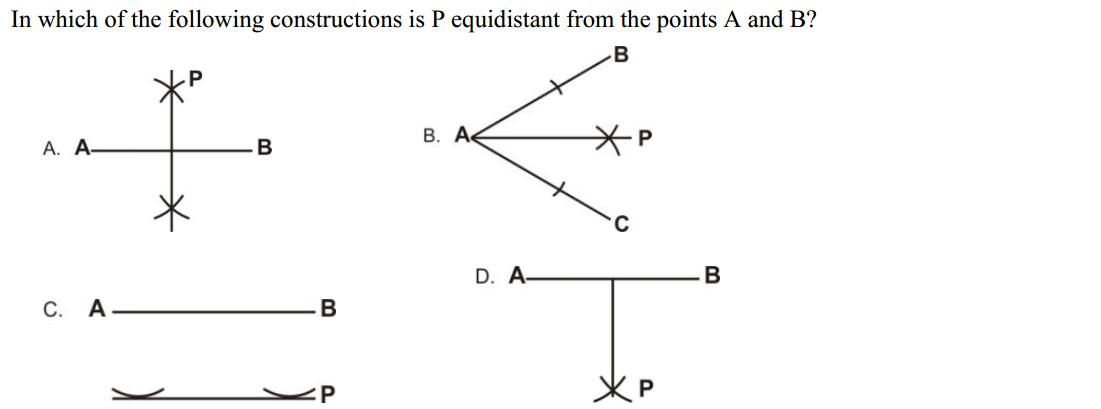 In which of the following constructions is P equidistant from the points A and B?
A. A B P
B. A B P C
C. A B P
D. A B P